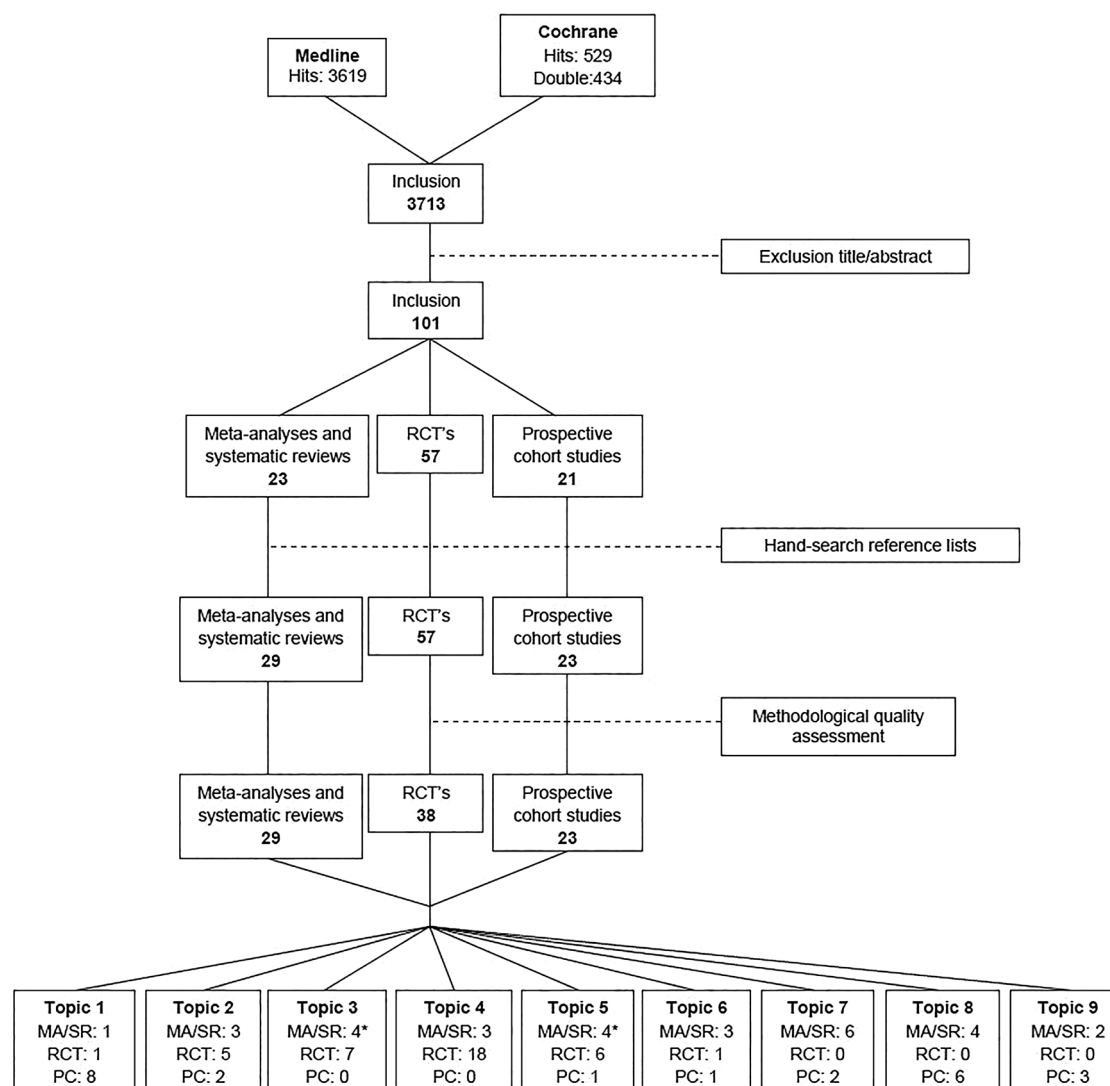 Medline
Hits: 3619
Cochrane
Hits: 529
Double:434
Inclusion
3713
Exclusion title/abstract
Inclusion
101
Meta-analyses and
systematic reviews
23
RCT's
57
Prospective
cohort studies
21
Hand-search reference lists
Meta-analyses and
systematic reviews
29
RCT's
57
Prospective
cohort studies
23
Methodological quality
assessment
Meta-analyses and
systematic reviews
29
RCT's
38
Prospective
cohort studies
23
Topic 1
MA/SR: 1
RCT: 1
PC: 8
Topic 2
MA/SR: 3
RCT: 5
PC: 2
Topic 3
MA/SR: 4*
RCT: 7
PC: 0
Topic 4
MA/SR: 3
RCT: 18
PC: 0
Topic 5
MA/SR: 4*
RCT: 6
PC: 1
Topic 6
MA/SR: 3
RCT: 1
PC: 1
Topic 7
MA/SR: 6
RCT: 0
PC: 2
Topic 8
MA/SR: 4
RCT: 0
PC: 6
Topic 9
MA/SR: 2
RCT: 0
PC: 3